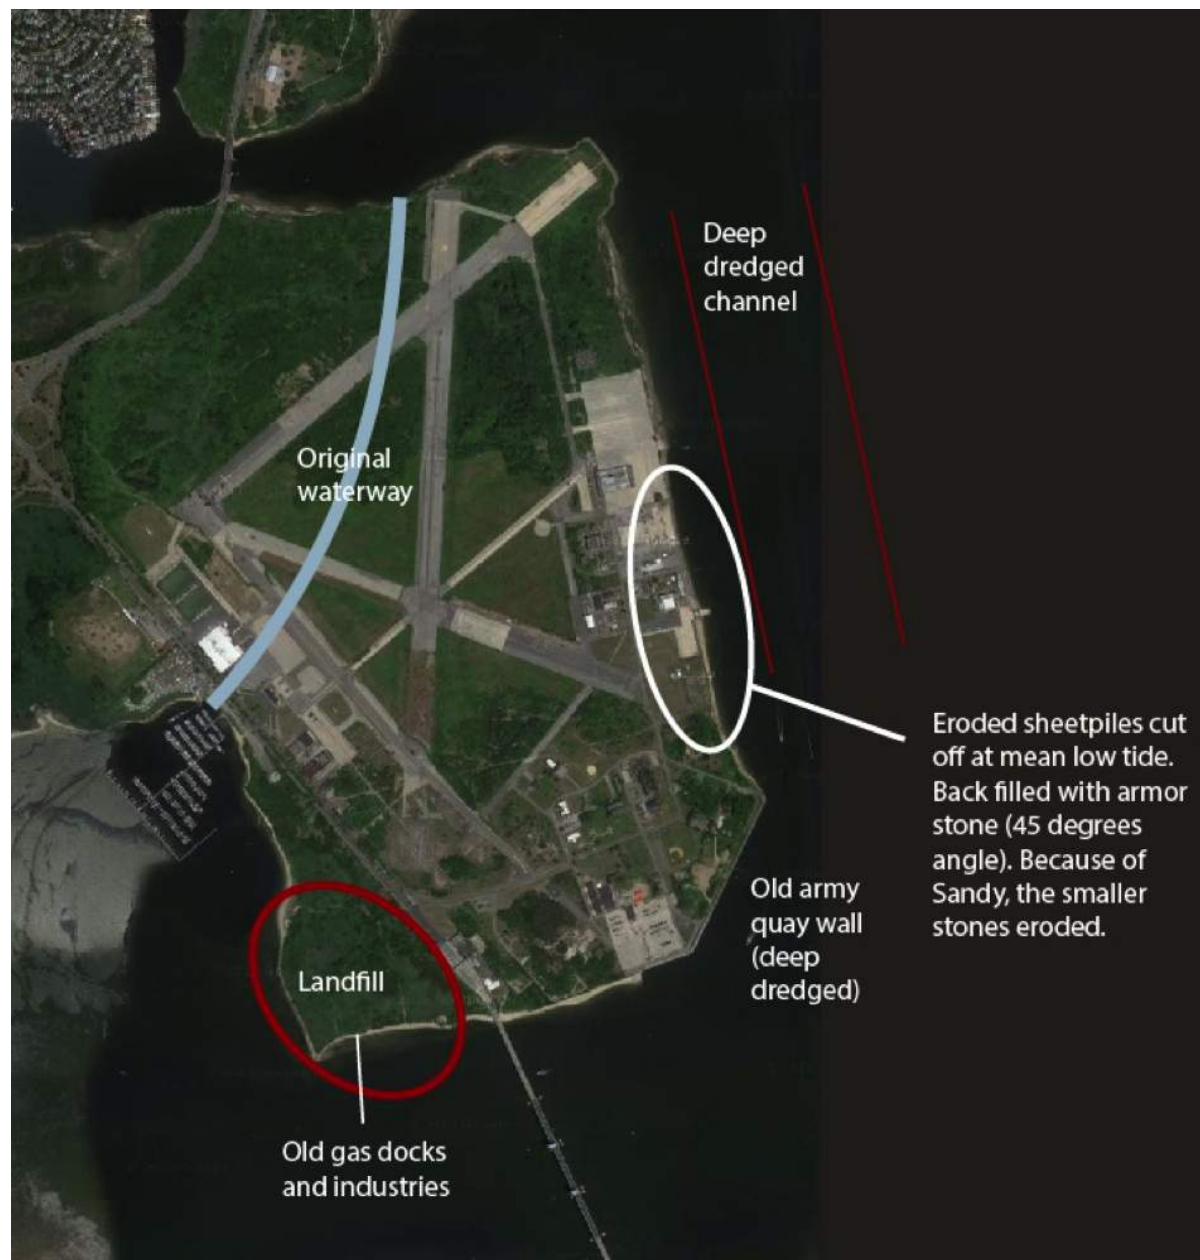 Deep
dredged
channel
Original
waterway
Eroded sheetpiles cut
off at mean low tide.
Back filled with armor
stone (45 degrees
angle). Because of
Sandy, the smaller
stones eroded.
Old army
quay wall
(deep
dredged)
Landfill
Old gas docks
and industries